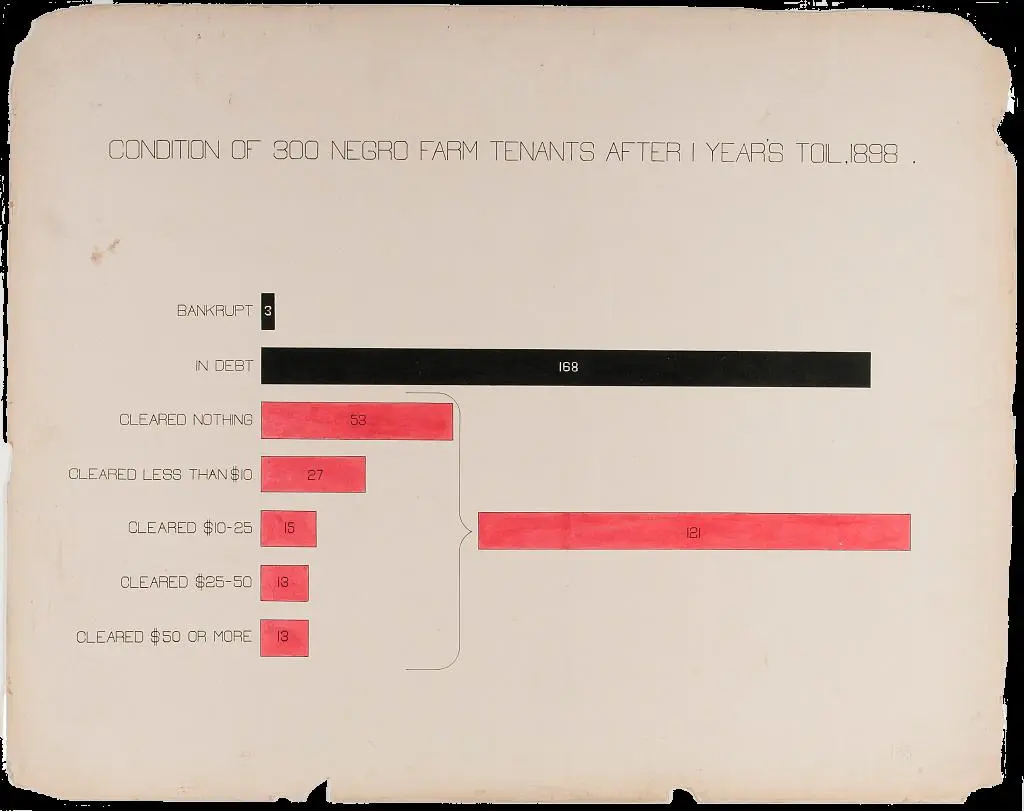 CONDITION OF 300 NEGRO FARM TENANTS AFTER 1 YEAR'S TOIL,1898 .
BANKRUPT 3
IN DEBT 168
CLEARED NOTHING 53
CLEARED LESS THAN $10 27
CLEARED $10-25 15 121
CLEARED $25-50 13
CLEARED $50 OR MORE 13